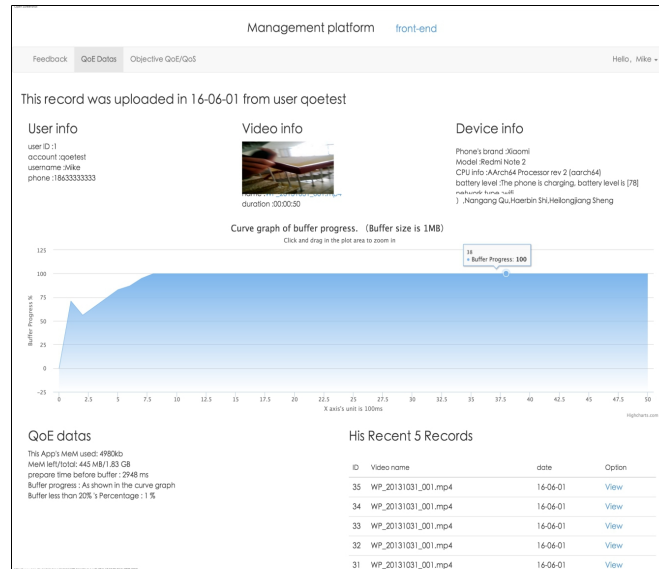 Management platform front-end
Feedback QoE Datas Objective QoE/QoS Hello, Mike
This record was uploaded in 16-06-01 from user qoetest
User info
user ID :1
account :qoetest
username :Mike
phone :18633333333
Video info
name :WP_20131031_001.mp4
duration :00:00:50
Device info
Phone's brand :Xiaomi
Model :Redmi Note 2
CPU info :AArch64 Processor rev 2 (aarch64)
battery level :The phone is charging, battery level is [78]
network type :wifi
) ,Nangang Qu,Haerbin Shi,Heilongjiang Sheng
Curve graph of buffer progress. (Buffer size is 1MB)
Click and drag in the plot area to zoom in
38
Buffer Progress: 100
Buffer Progress %
125
100
75
50
25
0
-25
0 2.5 5 7.5 10 12.5 15 17.5 20 22.5 25 27.5 30 32.5 35 37.5 40 42.5 45 47.5 50
X axis's unit is 100ms
Highcharts.com
QoE datas
This App's MeM used: 4980kb
MeM left/total: 445 MB/1.83 GB
prepare time before buffer : 2948 ms
Buffer progress : As shown in the curve graph
Buffer less than 20% 's Percentage : 1 %
His Recent 5 Records
ID Video name date Option
35 WP_20131031_001.mp4 16-06-01 View
34 WP_20131031_001.mp4 16-06-01 View
33 WP_20131031_001.mp4 16-06-01 View
32 WP_20131031_001.mp4 16-06-01 View
31 WP_20131031_001.mp4 16-06-01 View